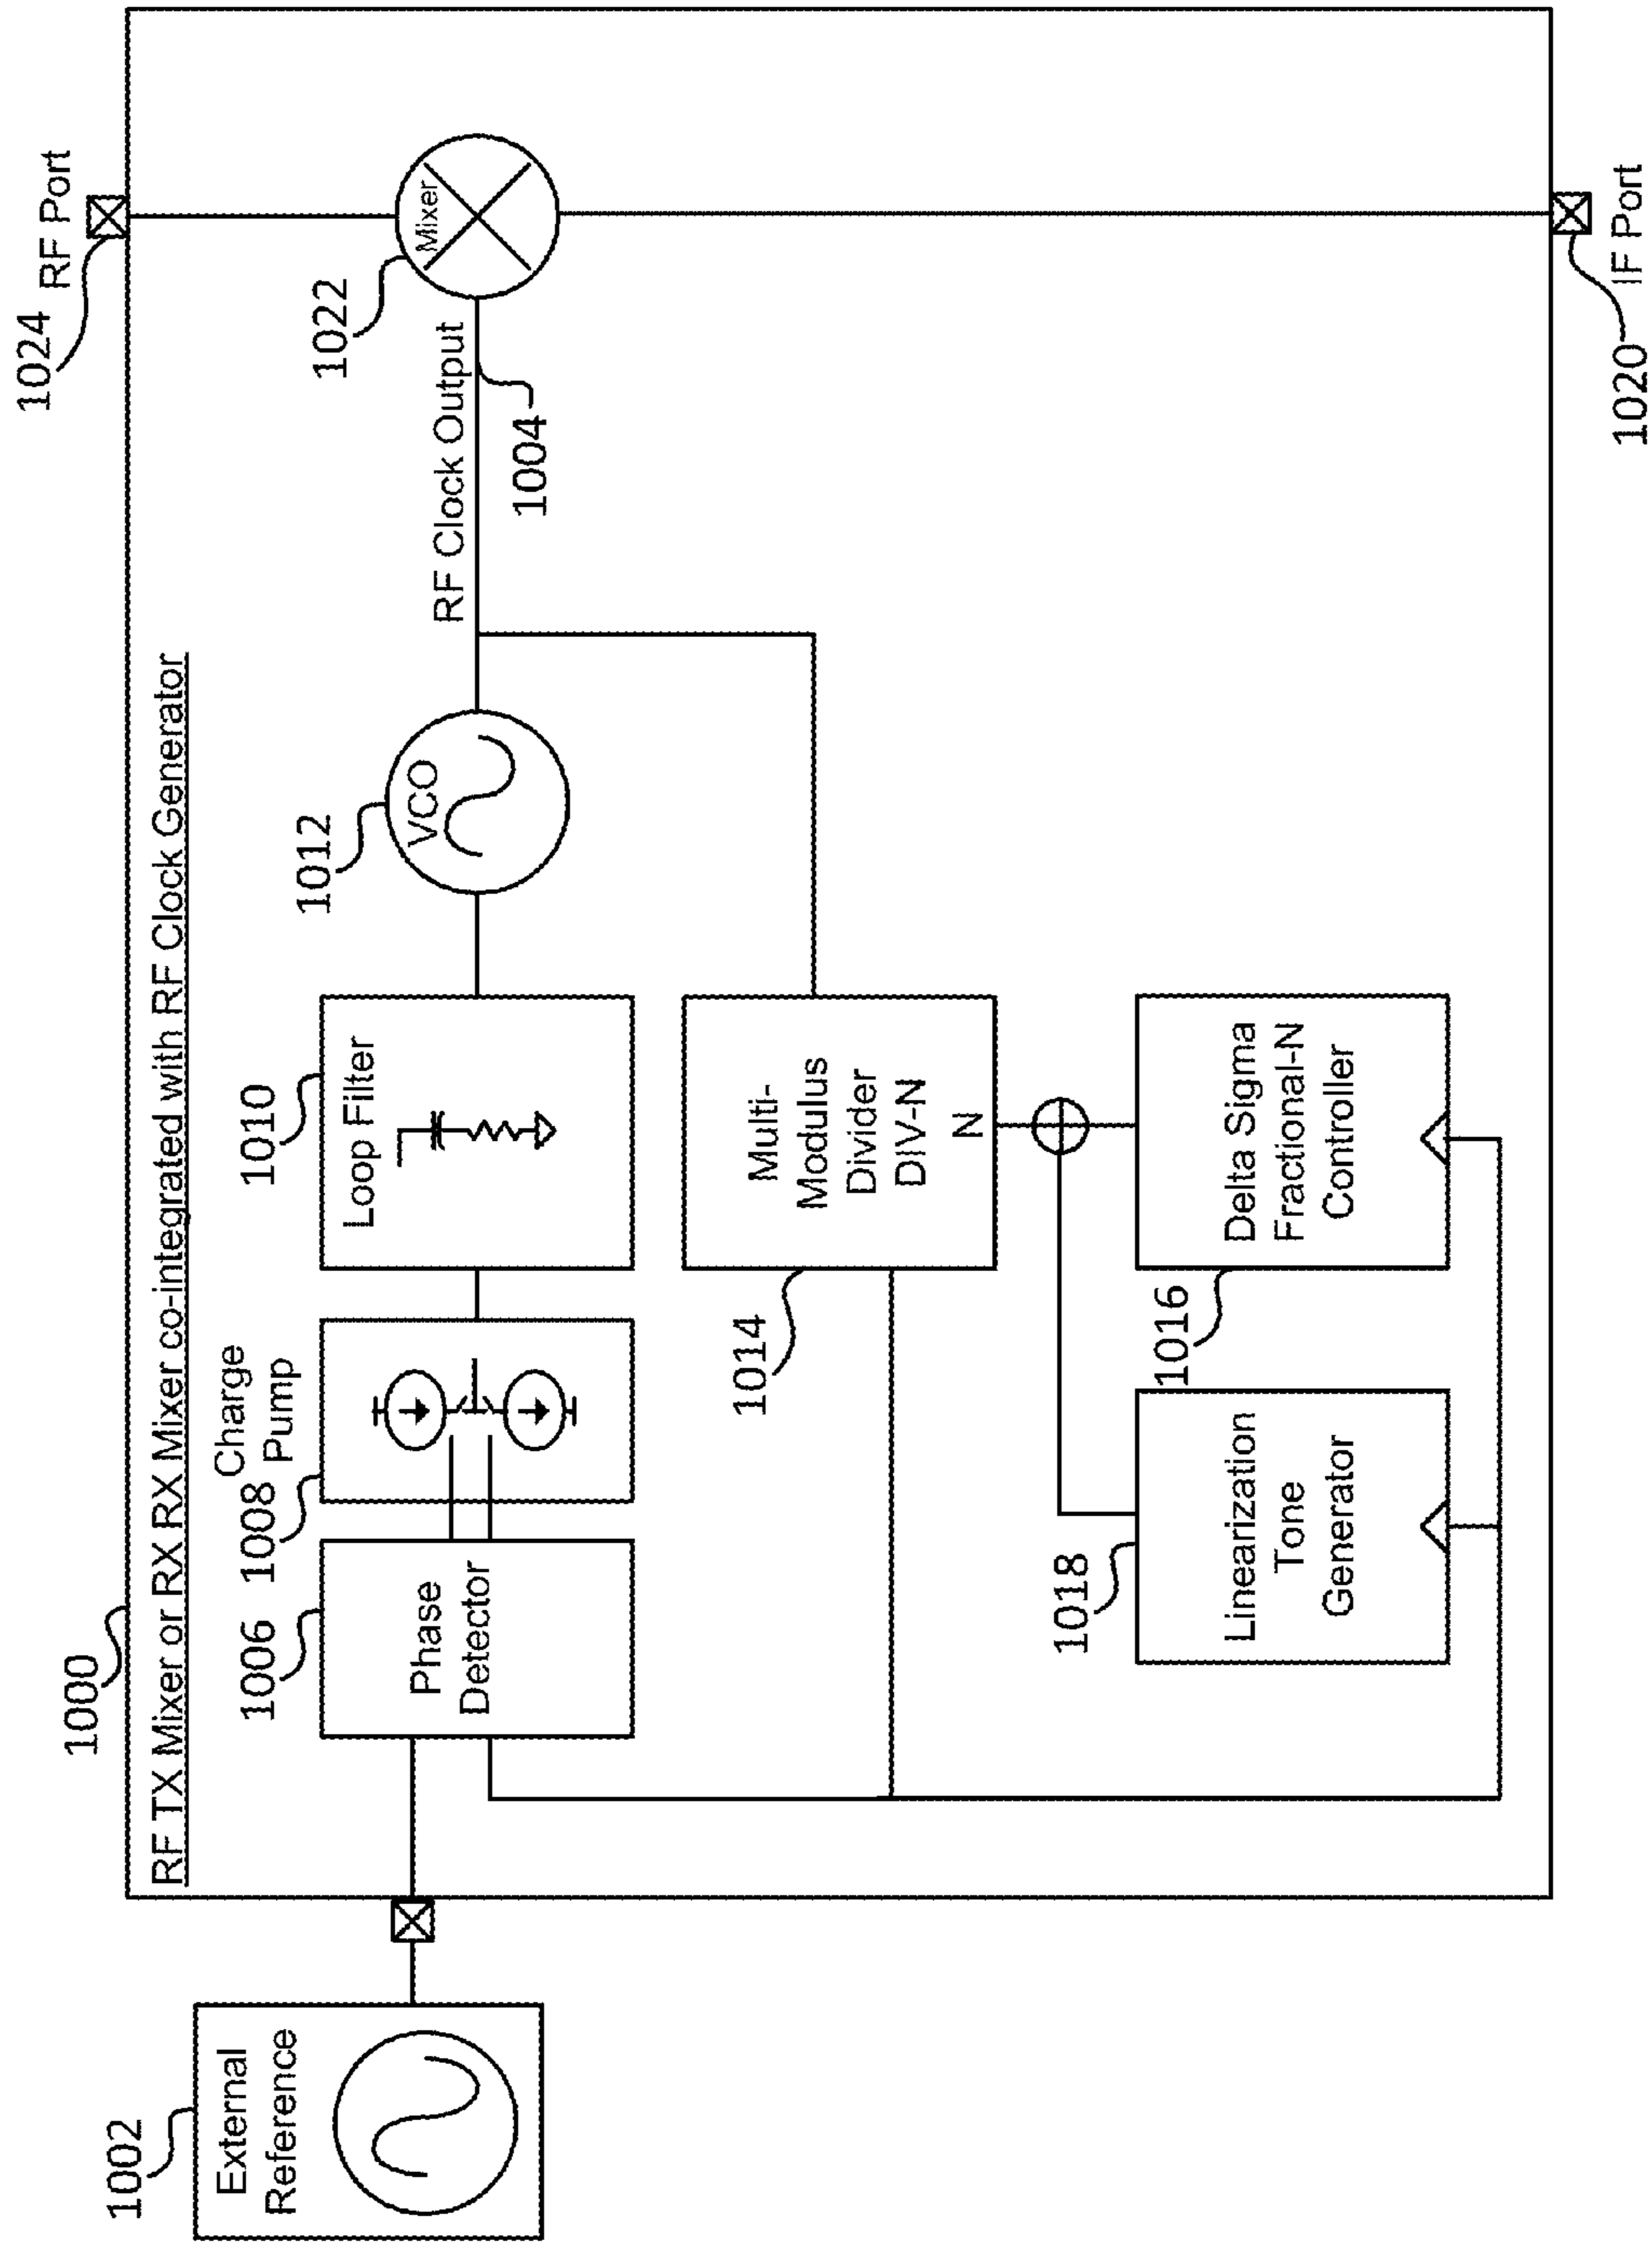 1000
RF TX Mixer or RX RX Mixer co-integrated with RF Clock Generator
1002
External
Reference
1006
Phase
Detector
1008
Charge
Pump
1010
Loop Filter
1012
VCO
RF Clock Output
1004
1022
Mixer
1024
RF Port
1014
Multi-
Modulus
Divider
DIV-N
N
1018
Linearization
Tone
Generator
1016
Delta Sigma
Fractional-N
Controller
1020
IF Port